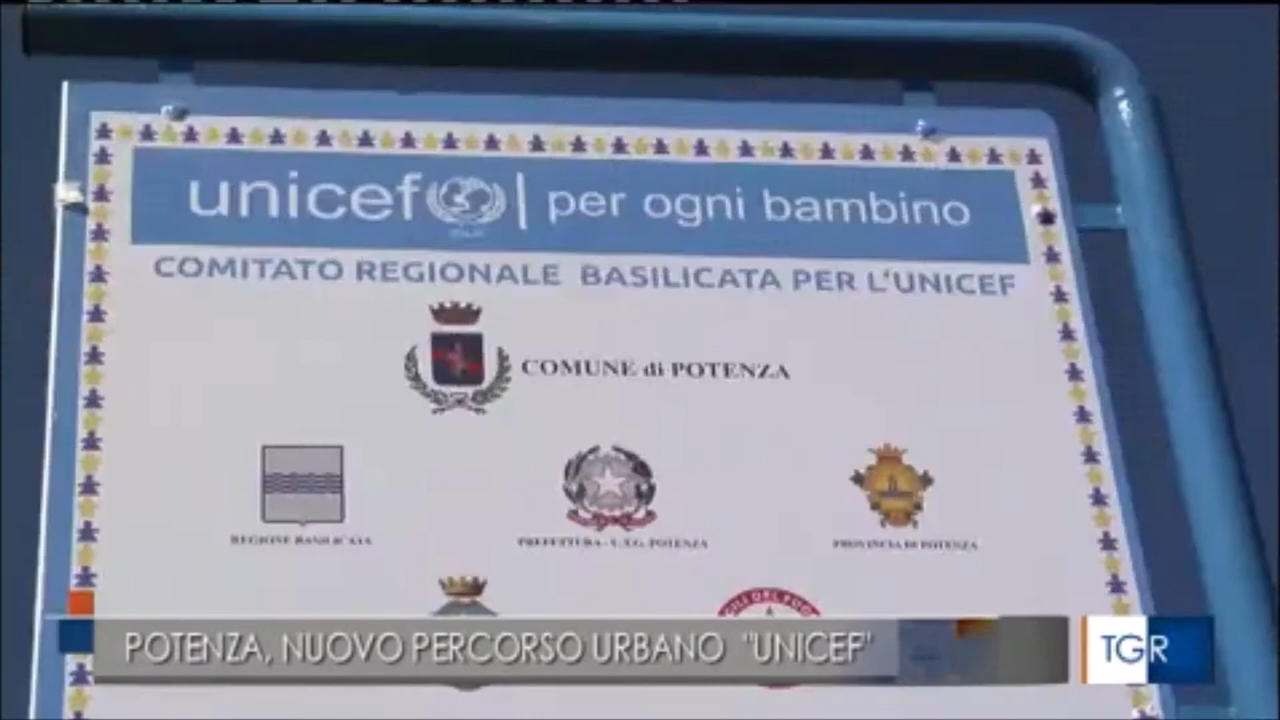 unicef | per ogni bambino
COMITATO REGIONALE BASILICATA PER L'UNICEF
COMUNE di POTENZA
REGIONE BASILICATA
PREFETTURA - U.T.G. POTENZA
PROVINCIA DI POTENZA
POTENZA, NUOVO PERCORSO URBANO "UNICEF"
TGR